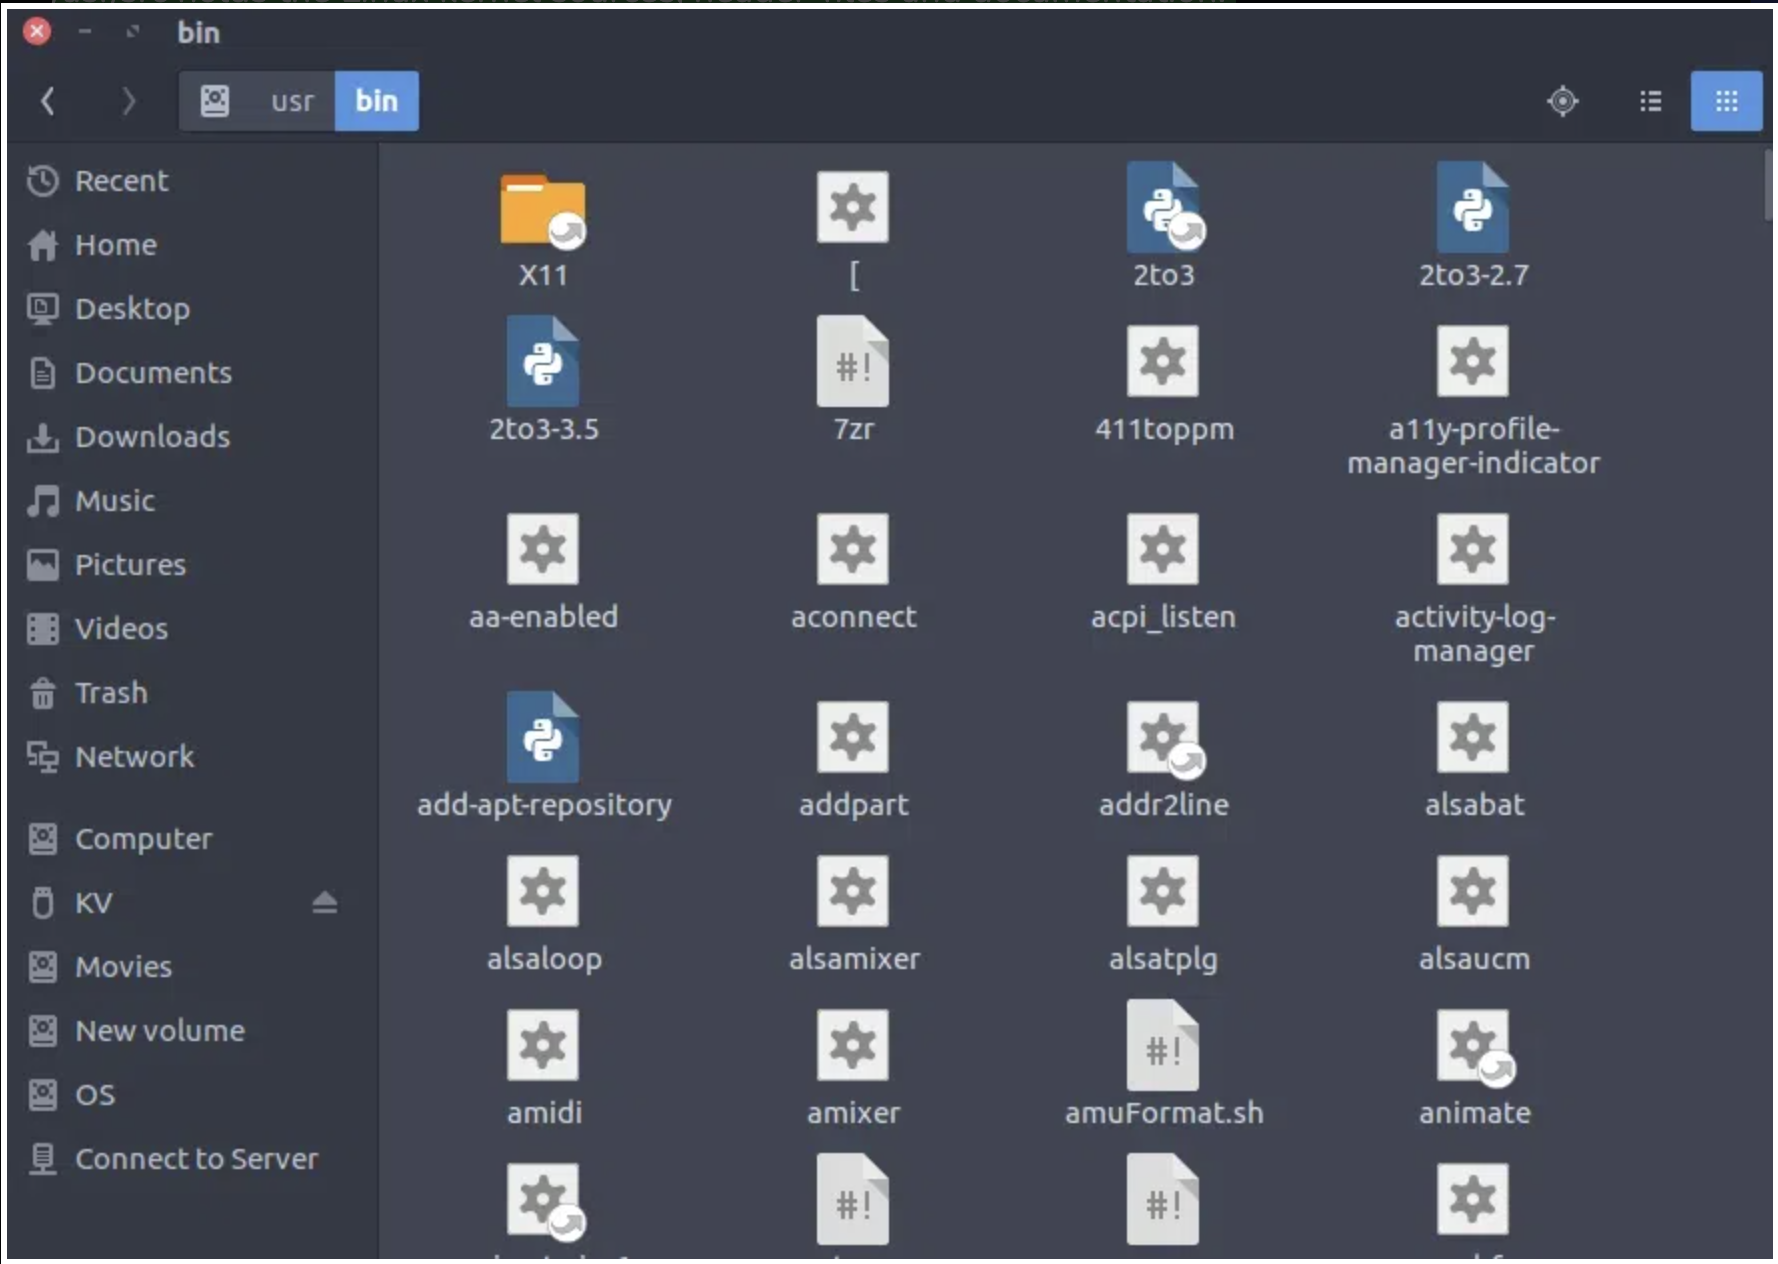 bin
usr
bin
Recent
Home
Desktop
Documents
Downloads
Music
Pictures
Videos
Trash
Network
Computer
KV
Movies
New volume
OS
Connect to Server
X11
[
2to3
2to3-2.7
2to3-3.5
#!
7zr
411toppm
a11y-profile-
manager-indicator
aa-enabled
aconnect
acpi_listen
activity-log-
manager
add-apt-repository
addpart
addr2line
alsabat
alsaloop
alsamixer
alsatplg
alsaucm
amidi
amixer
#!
amuFormat.sh
animate
#!
#!